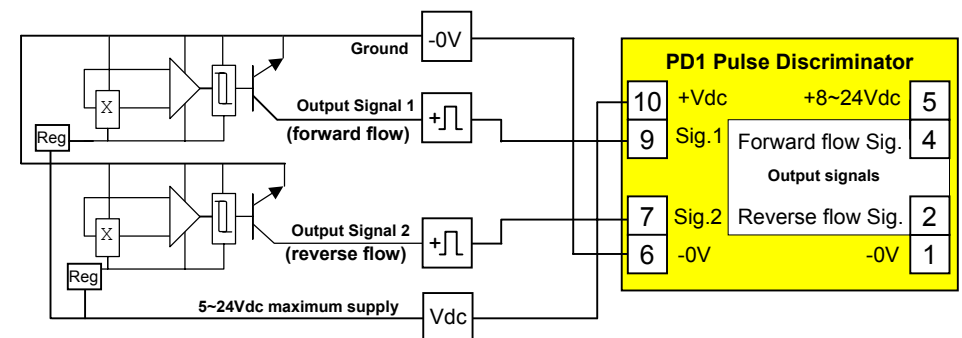 Ground
-0V
PD1 Pulse Discriminator
10 +Vdc +8~24Vdc 5
X
Output Signal 1
(forward flow)
+
9 Sig.1 Forward flow Sig. 4
Reg
Output signals
7 Sig.2 Reverse flow Sig. 2
X
Output Signal 2
(reverse flow)
+
6 -0V -0V 1
Reg
5~24Vdc maximum supply
Vdc